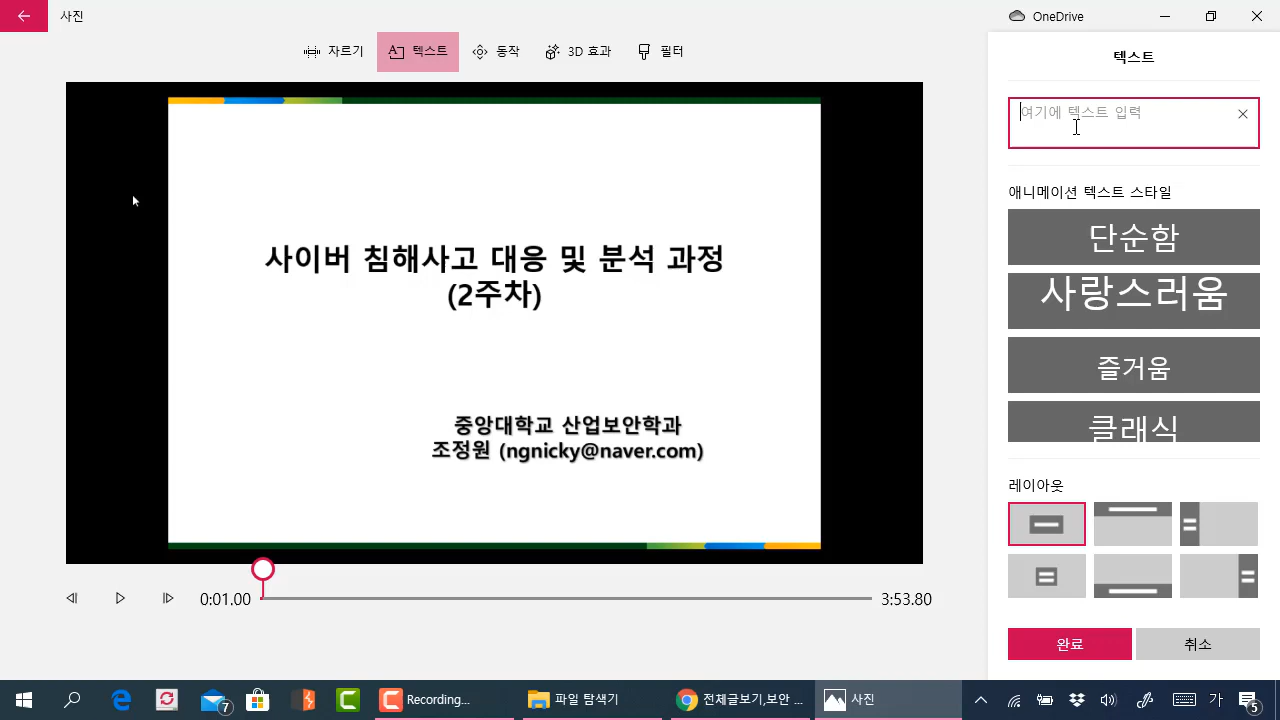 사진
OneDrive
자르기
텍스트
동작
3D 효과
필터
텍스트
여기에 텍스트 입력
애니메이션 텍스트 스타일
단순함
사랑스러움
즐거움
클래식
사이버 침해사고 대응 및 분석 과정
(2주차)
중앙대학교 산업보안학과
조정원 (ngnicky@naver.com)
레이아웃
0:01.00
3:53.80
완료
취소
7
Recording...
파일 탐색기
전체글보기,보안 ...
사진
가
5